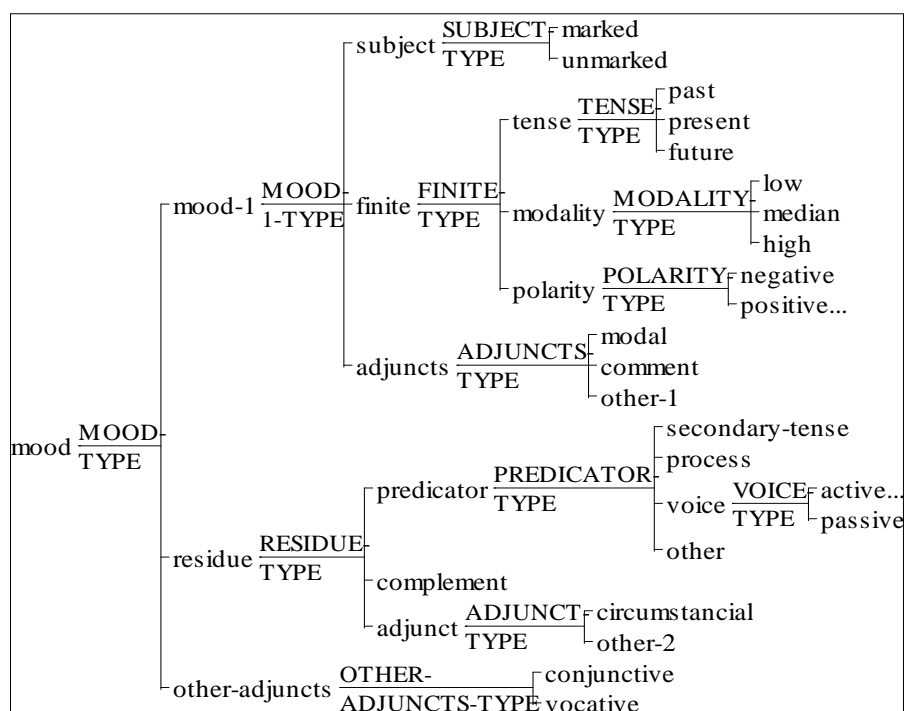 subject SUBJECT TYPE marked
unmarked
tense TENSE TYPE past
present
future
mood-1 MOOD 1-TYPE finite FINITE TYPE modality MODALITY TYPE low
median
high
polarity POLARITY TYPE negative
positive...
adjuncts ADJUNCTS TYPE modal
comment
other-1
mood MOOD TYPE
residue RESIDUE TYPE predicator PREDICATOR TYPE secondary-tense
process
voice VOICE TYPE active...
passive
other
complement
adjunct ADJUNCT TYPE circumstancial
other-2
other-adjuncts OTHER-ADJUNCTS-TYPE conjunctive
vocative